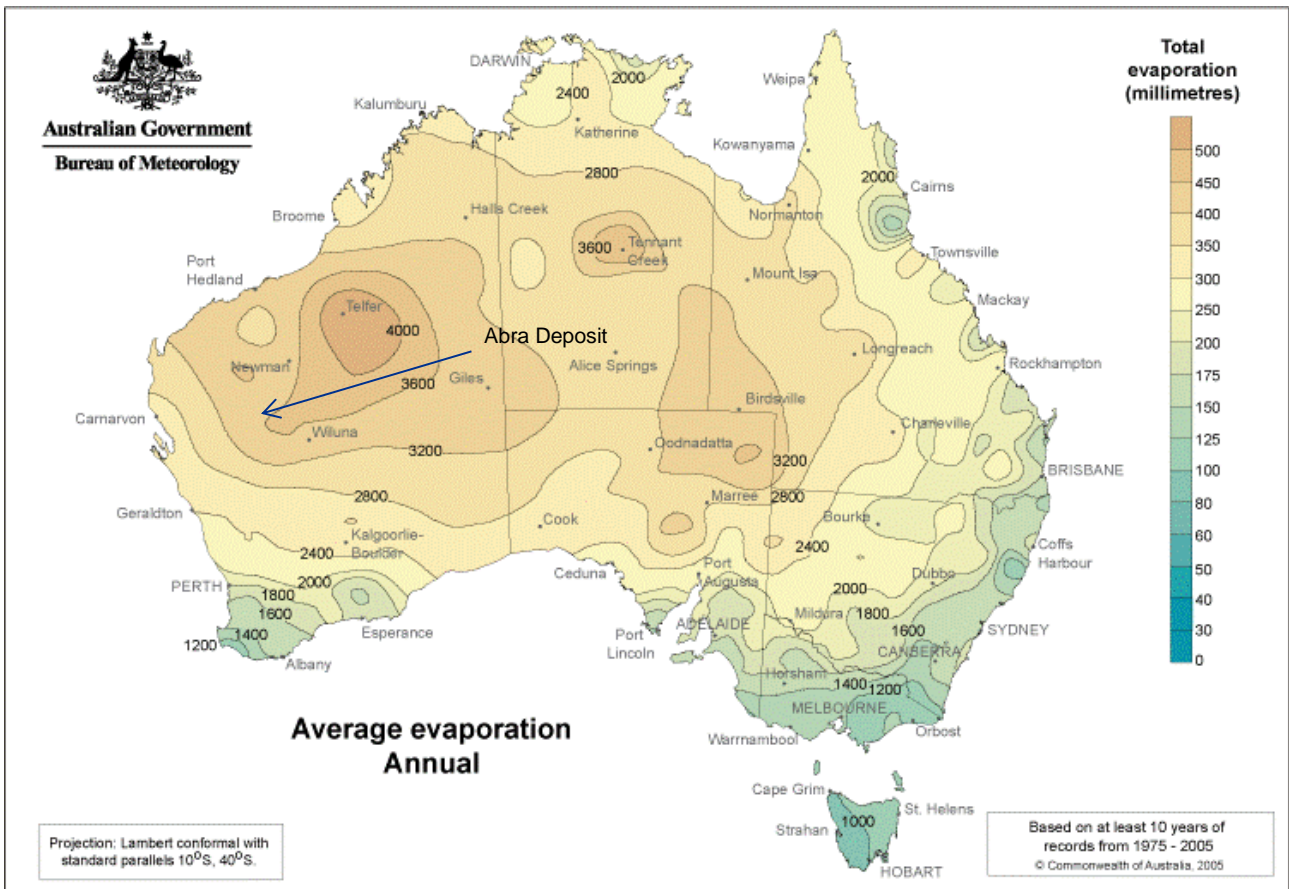 Australian Government
Bureau of Meteorology
DARWIN
2000
Weipa
2400
Kalumburu
Katherine
Kowanyama
2800
2000
Cairns
Halls Creek
Normanton
Broome
3600
Tennant
Creek
Townsville
Port
Hedland
Mount Isa
Mackay
Telfer
4000
Abra Deposit
Longreach
Newman
Alice Springs
Rockhampton
3600
Giles
Birdsville
Carnarvon
Wiluna
Charleville
3200
Oodnadatta
3200
BRISBANE
2800
Marree
2800
Geraldton
Cook
Bourke
Kalgoorlie-
Boulder
2400
2400
Coffs
Harbour
Ceduna
Port
Augusta
PERTH
2000
2000
Dubbo
1800
Mildura
1800
1600
ADELAIDE
1600
SYDNEY
1400
Esperance
Port
Lincoln
CANBERRA
1200
Albany
Horsham
1400
1200
MELBOURNE
Orbost
Warrnambool
Cape Grim
St. Helens
1000
Strahan
HOBART
Total
evaporation
(millimetres)
500
450
400
350
300
250
200
175
150
125
100
80
60
50
40
30
0
Average evaporation
Annual
Projection: Lambert conformal with
standard parallels 10°S, 40°S.
Based on at least 10 years of
records from 1975 - 2005
© Commonwealth of Australia, 2005